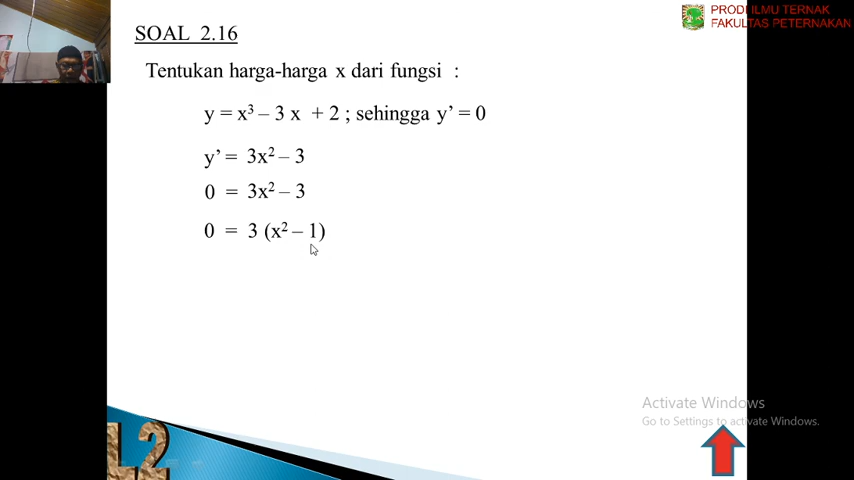 PRODI ILMU TERNAK
FAKULTAS PETERNAKAN
SOAL 2.16
Tentukan harga-harga x dari fungsi :
y = x³ – 3 x + 2 ; sehingga y’ = 0
y’ = 3x² – 3
0 = 3x² – 3
0 = 3 (x² – 1)
Activate Windows
Go to Settings to activate Windows.
L2